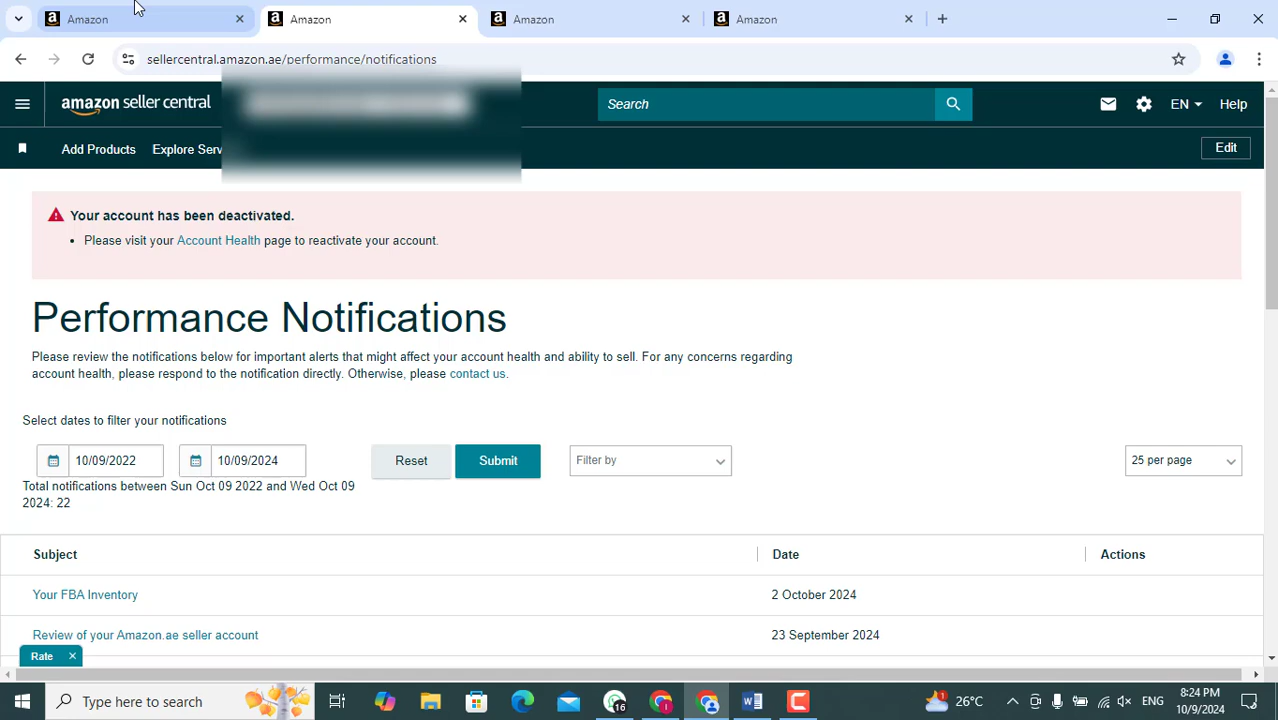 Amazon Amazon Amazon Amazon
sellercentral.amazon.ae/performance/notifications
amazon seller central Search EN Help
Add Products Explore Serv Edit
Your account has been deactivated.
• Please visit your Account Health page to reactivate your account.
Performance Notifications
Please review the notifications below for important alerts that might affect your account health and ability to sell. For any concerns regarding
account health, please respond to the notification directly. Otherwise, please contact us.
Select dates to filter your notifications
10/09/2022 10/09/2024 Reset Submit Filter by 25 per page
Total notifications between Sun Oct 09 2022 and Wed Oct 09
2024: 22
Subject Date Actions
Your FBA Inventory 2 October 2024
Review of your Amazon.ae seller account 23 September 2024
Rate
Type here to search 16 1 26°C ENG 8:24 PM
10/9/2024